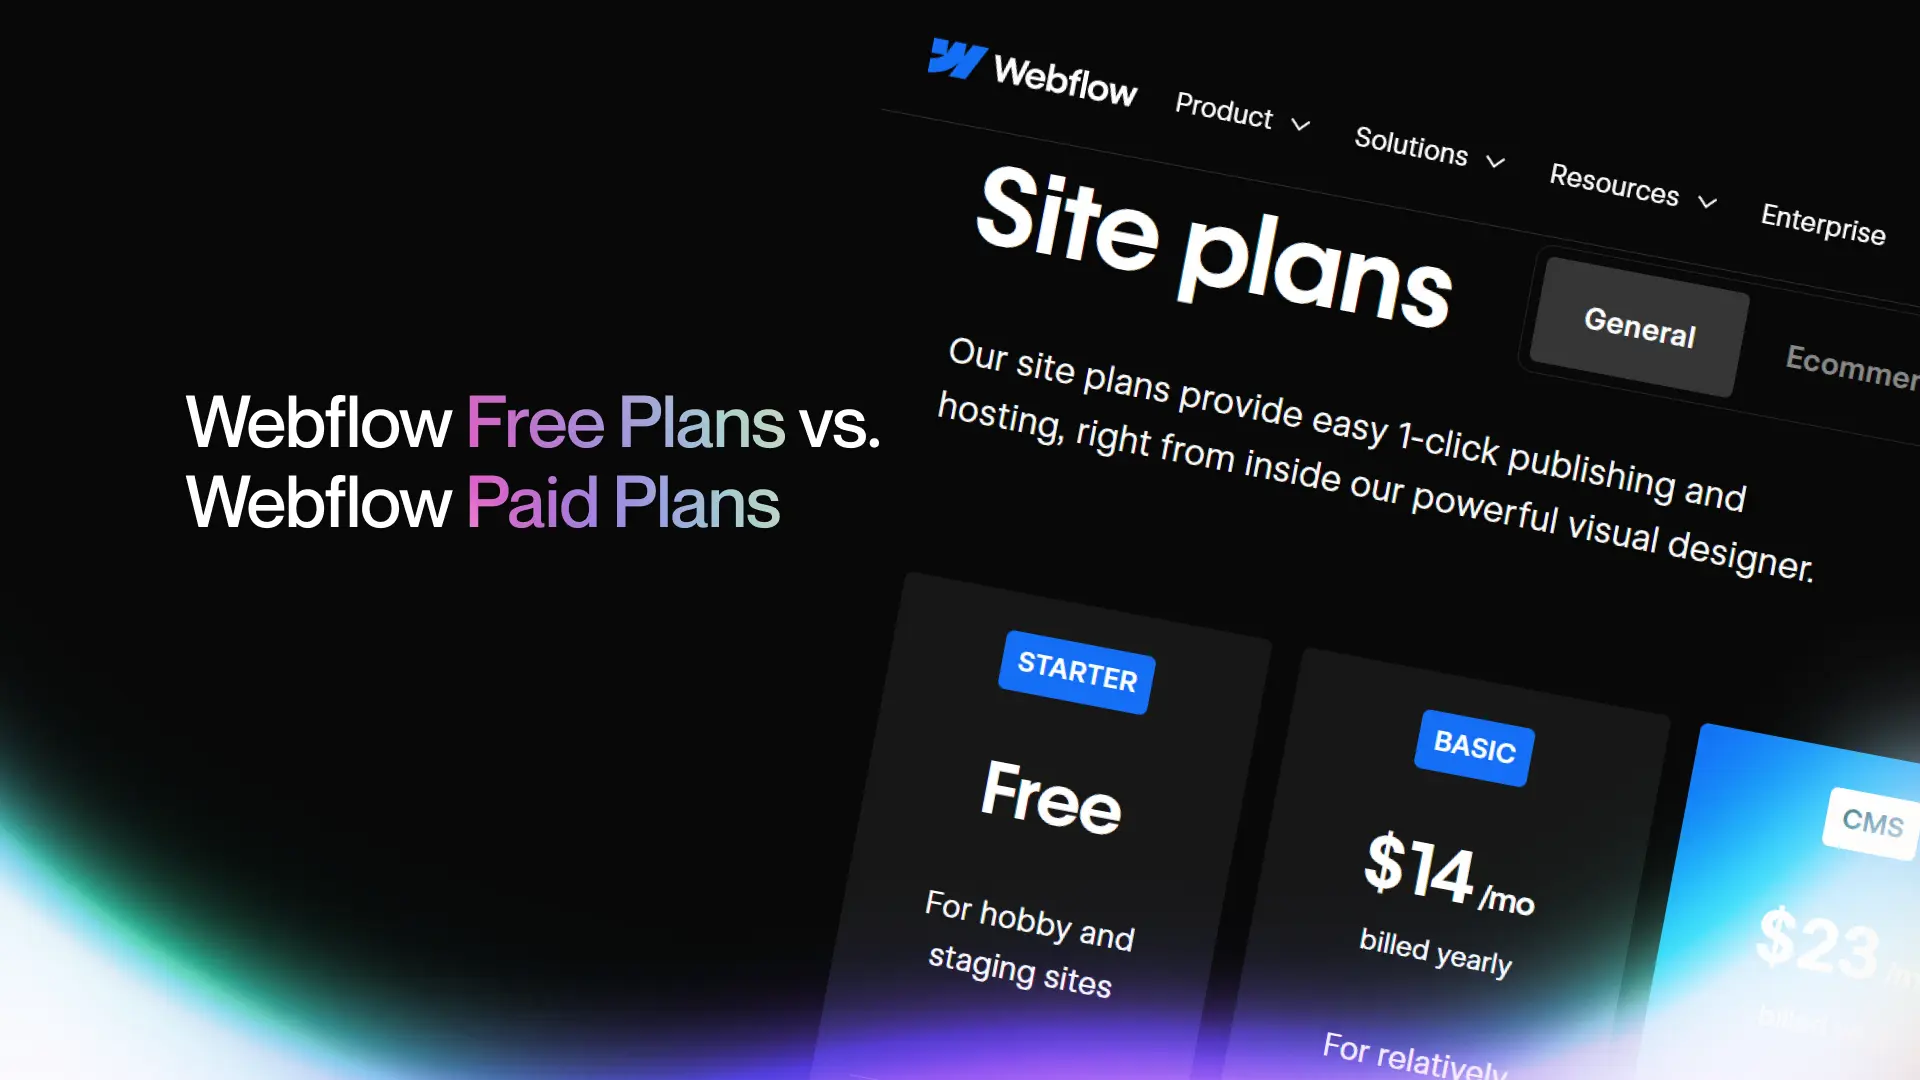 Webflow Free Plans vs.
Webflow Paid Plans
Webflow
Product
Solutions
Resources
Enterprise
Site plans
General
Ecommer
Our site plans provide easy 1-click publishing and
hosting, right from inside our powerful visual designer.
STARTER
Free
For hobby and
staging sites
BASIC
$14 /mo
billed yearly
For relatively
CMS
$23
billed